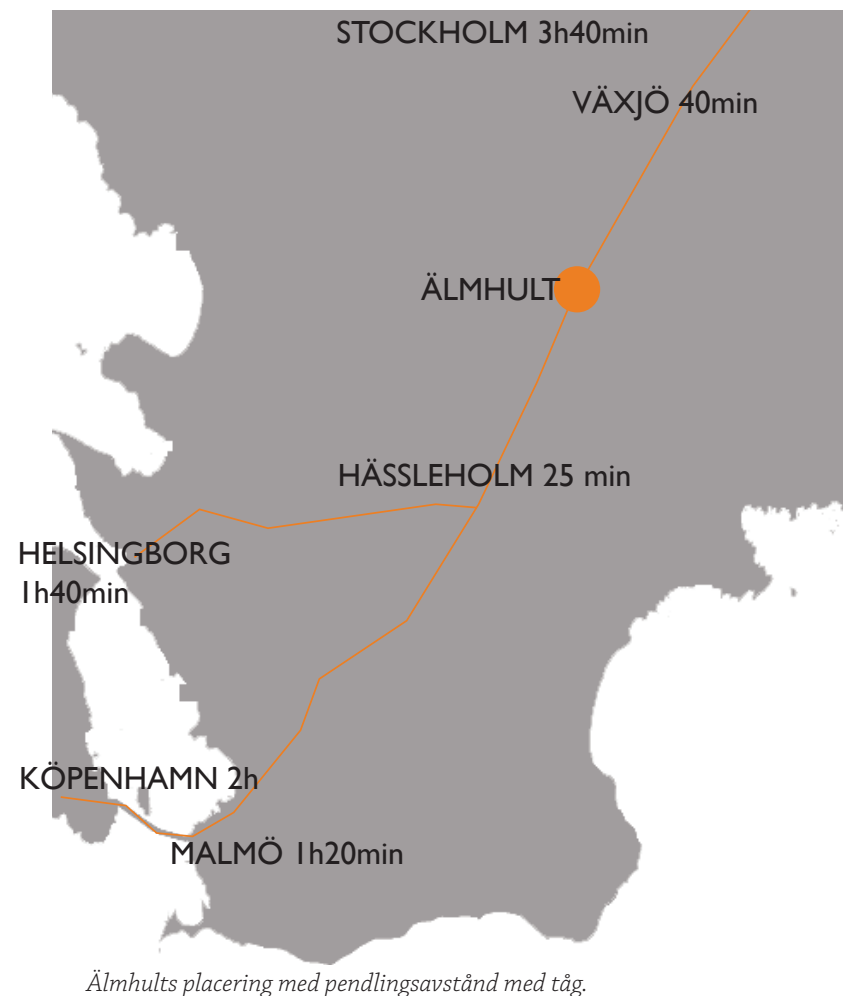 STOCKHOLM 3h40min
VÄXJÖ 40min
ÄLMHULT
HÄSSLEHOLM 25 min
HELSINGBORG
1h40min
KÖPENHAMN 2h
MALMÖ 1h20min
Älmhults placering med pendlingsavstånd med tåg.